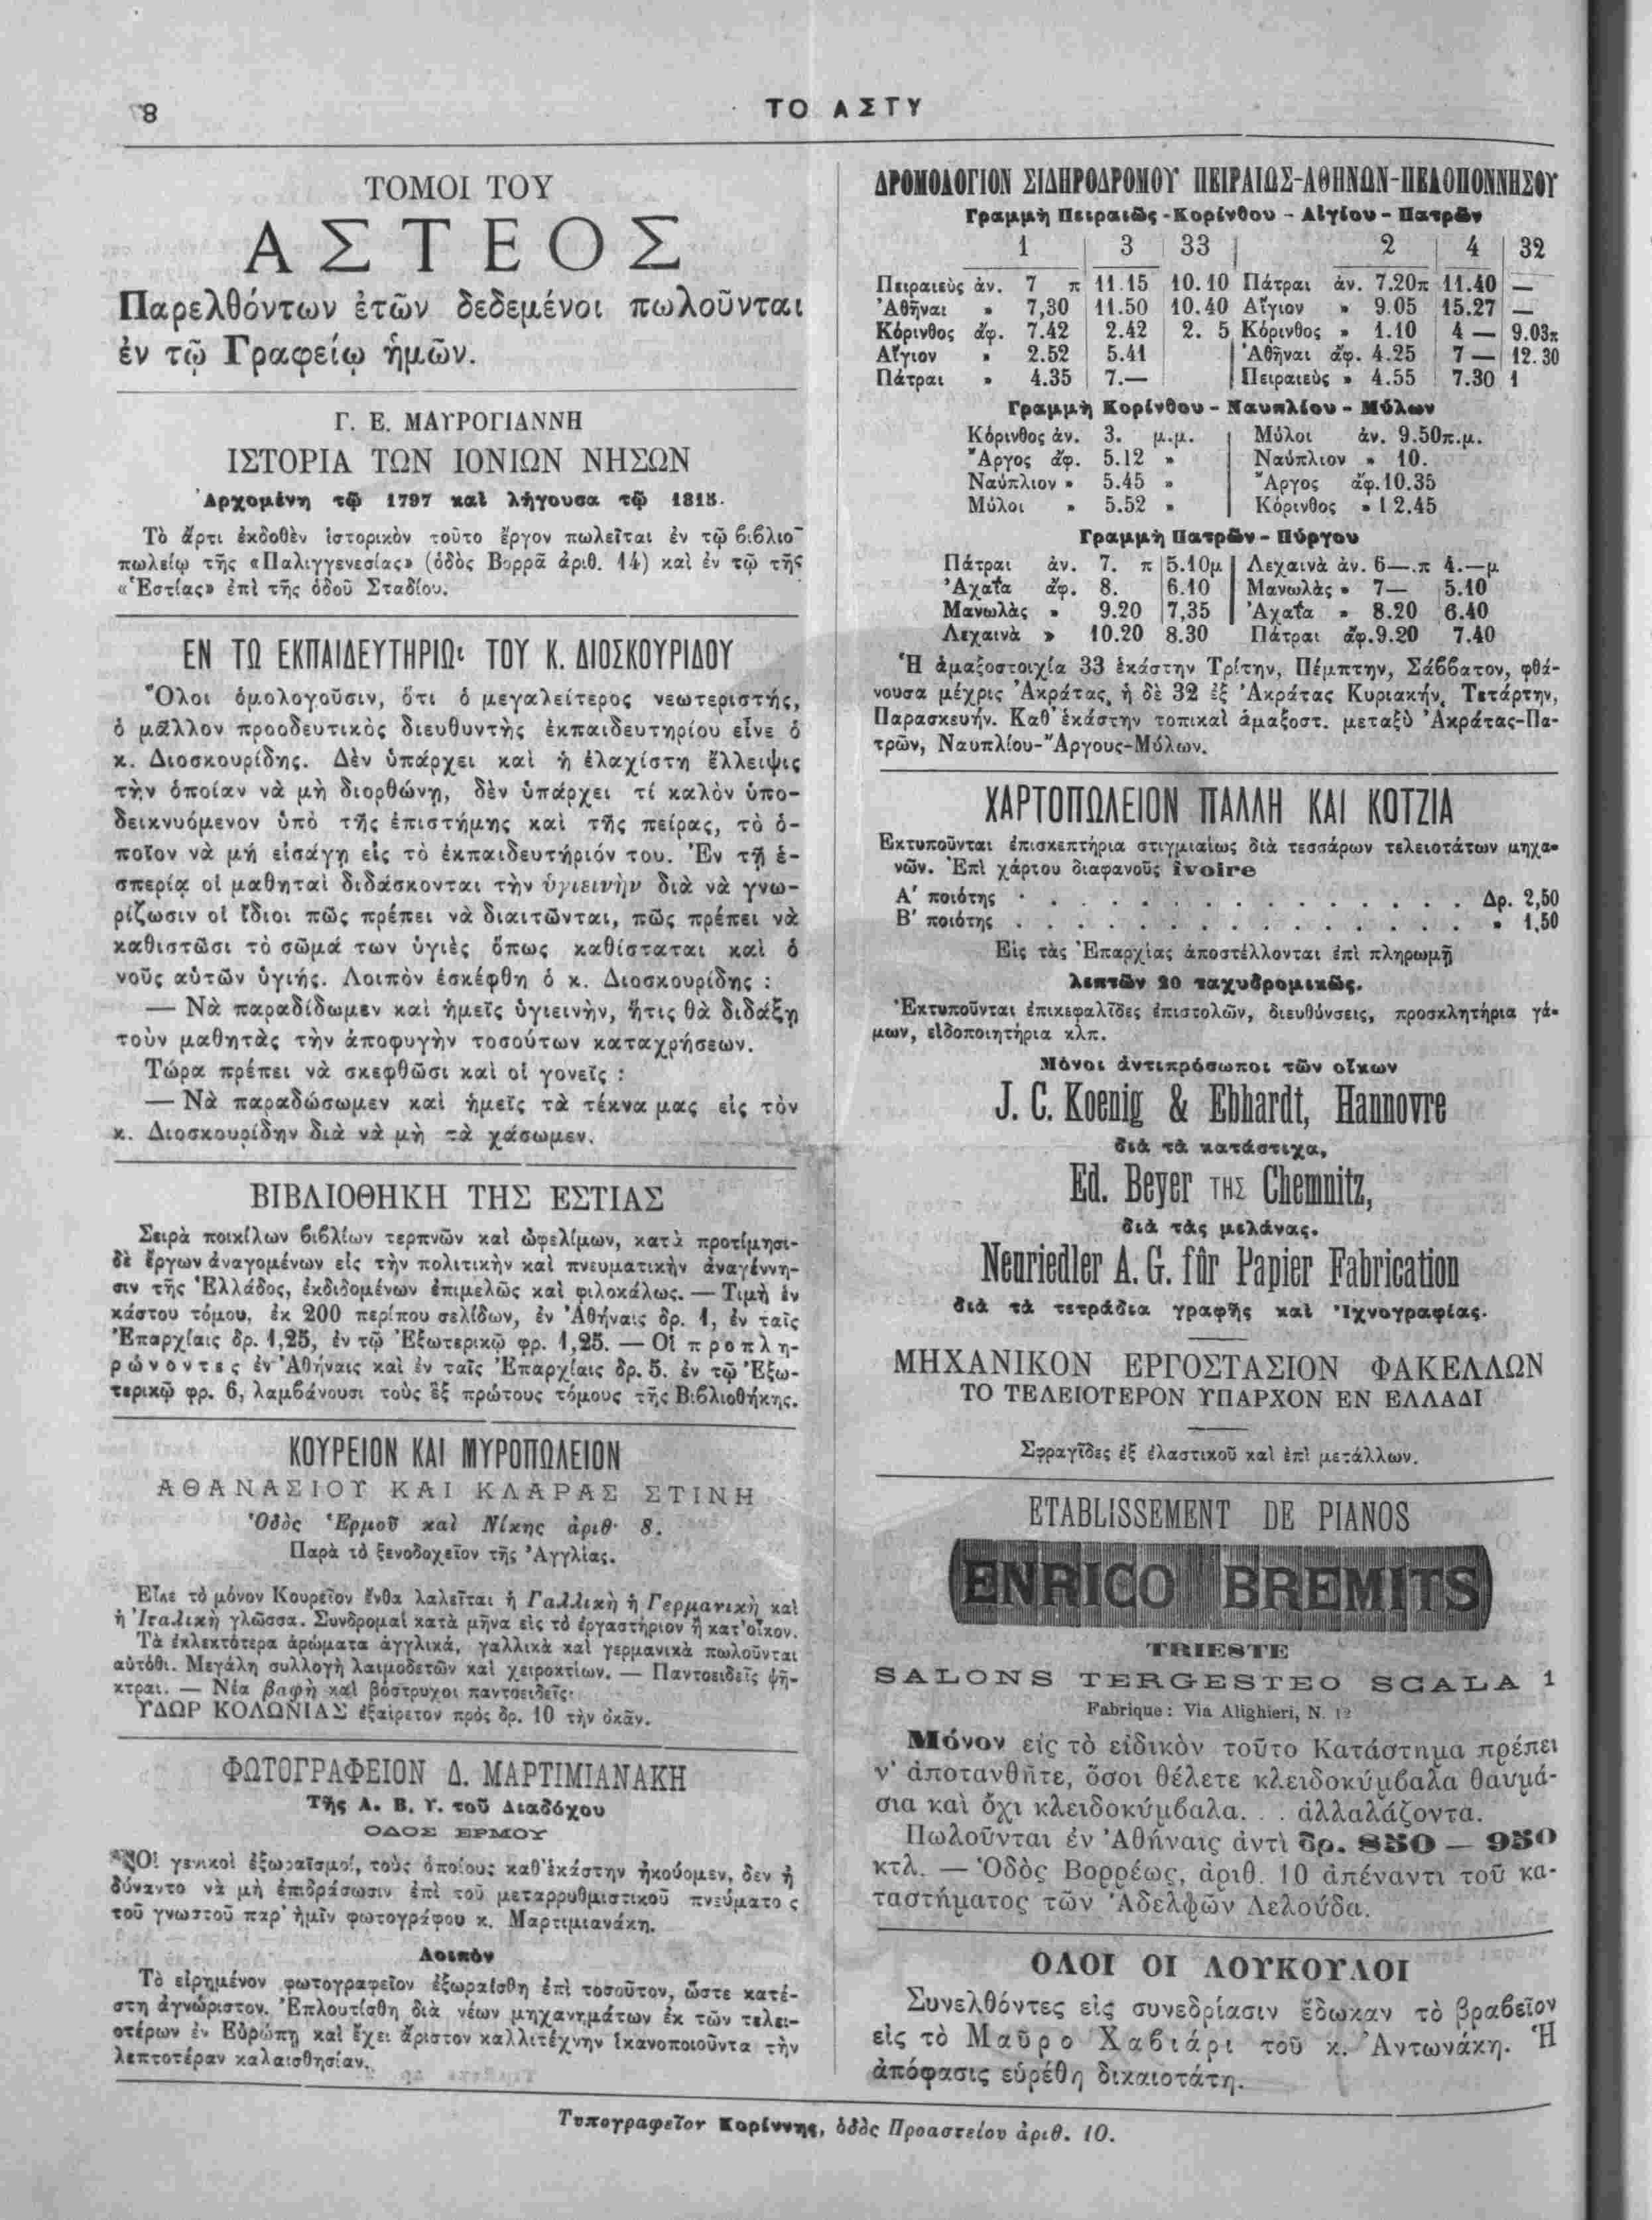 8
ΤΟ ΑΣΤΥ
ΤΟΜΟΙ ΤΟΥ
ΑΣΤΕΟΣ
Παρελθόντων ἐτῶν δεδεμένοι πωλοῦνται
ἐν τῷ Γραφείῳ ἡμῶν.
Γ. Ε. ΜΑΥΡΟΓΙΑΝΝΗ
ΙΣΤΟΡΙΑ ΤΩΝ ΙΟΝΙΩΝ ΝΗΣΩΝ
Ἀρχομένη τῷ 1797 καὶ λήγουσα τῷ 1815.
Τὸ ἄρτι ἐκδοθὲν ἱστορικὸν τοῦτο ἔργον πωλεῖται ἐν τῷ βιβλιο-
πωλείῳ τῆς «Παλιγγενεσίας» (ὁδὸς Βορρᾶ ἀριθ. 14) καὶ ἐν τῷ τῆς
«Ἑστίας» ἐπὶ τῆς ὁδοῦ Σταδίου.
ΕΝ ΤΩ ΕΚΠΑΙΔΕΥΤΗΡΙΩι ΤΟΥ Κ. ΔΙΟΣΚΟΥΡΙΔΟΥ
Ὅλοι ὁμολογοῦσιν, ὅτι ὁ μεγαλείτερος νεωτεριστής,
ὁ μᾶλλον προοδευτικὸς διευθυντὴς ἐκπαιδευτηρίου εἶνε ὁ
κ. Διοσκουρίδης. Δὲν ὑπάρχει καὶ ἡ ἐλαχίστη ἔλλειψις
τὴν ὁποίαν νὰ μὴ διορθώνῃ, δὲν ὑπάρχει τί καλὸν ὑπο-
δεικνυόμενον ὑπὸ τῆς ἐπιστήμης καὶ τῆς πείρας, τὸ ὁ-
ποῖον νὰ μή εἰσάγῃ εἰς τὸ ἐκπαιδευτήριόν του. Ἐν τῇ ἑ-
σπερίᾳ οἱ μαθηταὶ διδάσκονται τὴν ὑγιεινὴν διὰ νὰ γνω-
ρίζωσιν οἱ ἴδιοι πῶς πρέπει νὰ διαιτῶνται, πῶς πρέπει νὰ
καθιστῶσι τὸ σῶμά των ὑγιὲς ὅπως καθίσταται καὶ ὁ
νοῦς αὐτῶν ὑγιής. Λοιπὸν ἐσκέφθη ὁ κ. Διοσκουρίδης :
— Νὰ παραδίδωμεν καὶ ἡμεῖς ὑγιεινήν, ἥτις θὰ διδάξῃ
τοὺν μαθητὰς τὴν ἀποφυγὴν τοσούτων καταχρήσεων.
Τώρα πρέπει νὰ σκεφθῶσι καὶ οἱ γονεῖς :
— Νὰ παραδώσωμεν καὶ ἡμεῖς τὰ τέκνα μας εἰς τὸν
κ. Διοσκουρίδην διὰ νὰ μὴ τὰ χάσωμεν.
ΒΙΒΛΙΟΘΗΚΗ ΤΗΣ ΕΣΤΙΑΣ
Σειρὰ ποικίλων βιβλίων τερπνῶν καὶ ὠφελίμων, κατὰ προτίμησι-
δὲ ἔργων ἀναγομένων εἰς τὴν πολιτικὴν καὶ πνευματικὴν ἀναγέννη-
σιν τῆς Ἑλλάδος, ἐκδιδομένων ἐπιμελῶς καὶ φιλοκάλως. — Τιμὴ ἑν
κάστου τόμου, ἐκ 200 περίπου σελίδων, ἐν Ἀθήναις δρ. 1, ἐν ταῖς
Ἐπαρχίαις δρ. 1,25, ἐν τῷ Ἐξωτερικῷ φρ. 1,25. — Οἱ προπλη-
ρώνοντες ἐν Ἀθήναις καὶ ἐν ταῖς Ἐπαρχίαις δρ. 5. ἐν τῷ Ἐξω-
τερικῷ φρ. 6, λαμβάνουσι τοὺς ἓξ πρώτους τόμους τῆς Βιβλιοθήκης.
ΚΟΥΡΕΙΟΝ ΚΑΙ ΜΥΡΟΠΩΛΕΙΟΝ
ΑΘΑΝΑΣΙΟΥ ΚΑΙ ΚΛΑΡΑΣ ΣΤΙΝΗ
Ὁδὸς Ἑρμοῦ καὶ Νίκης ἀριθ· 8.
Παρὰ τὸ ξενοδοχεῖον τῆς Ἀγγλίας.
Εἶνε τὸ μόνον Κουρεῖον ἔνθα λαλεῖται ἡ Γαλλικὴ ἡ Γερμανικὴ καὶ
ἡ Ἰταλικὴ γλῶσσα. Συνδρομαὶ κατὰ μῆνα εἰς τὸ ἐργαστήριον ἢ κατ' οἶκον.
Τὰ ἐκλεκτότερα ἀρώματα ἀγγλικά, γαλλικὰ καὶ γερμανικὰ πωλοῦνται
αὐτόθι. Μεγάλη συλλογὴ λαιμοδετῶν καὶ χειροκτίων. — Παντοειδεῖς ψῆ-
κτραι. — Νέα βαφὴ καὶ βόστρυχοι παντοειδεῖς·
ΥΔΩΡ ΚΟΛΩΝΙΑΣ ἐξαίρετον πρὸς δρ. 10 τὴν ὀκᾶν.
ΦΩΤΟΓΡΑΦΕΙΟΝ Δ. ΜΑΡΤΙΜΙΑΝΑΚΗ
Τῆς Α. Β. Υ. τοῦ Διαδόχου
ΟΔΟΣ ΕΡΜΟΥ
Οἱ γενικοὶ ἐξωραϊσμοί, τοὺς ὁποίους καθ' ἑκάστην ἠκούομεν, δεν ἠ
δύναντο νὰ μὴ ἐπιδράσωσιν ἐπὶ τοῦ μεταρρυθμιστικοῦ πνεύματος
τοῦ γνωστοῦ παρ' ἡμῖν φωτογράφου κ. Μαρτιμιανάκη.
Λοιπόν
Τὸ εἰρημένον φωτογραφεῖον ἐξωραίσθη ἐπὶ τοσοῦτον, ὥστε κατέ-
στη ἀγνώριστον. Ἐπλουτίσθη διὰ νέων μηχανημάτων ἐκ τῶν τελει-
οτέρων ἐν Εὐρώπῃ καὶ ἔχει ἄριστον καλλιτέχνην ἱκανοποιοῦντα τὴν
λεπτοτέραν καλαισθησίαν.
ΔΡΟΜΟΛΟΓΙΟΝ ΣΙΔΗΡΟΔΡΟΜΟΥ ΠΕΙΡΑΙΩΣ-ΑΘΗΝΩΝ-ΠΕΛΟΠΟΝΝΗΣΟΥ
Γραμμὴ Πειραιῶς - Κορίνθου - Αἰγίου - Πατρῶν
1 3 33 2 4 32
Πειραιεὺς ἀν. 7 π 11.15 10.10 Πάτραι ἀν. 7.20π 11.40 —
Ἀθῆναι » 7,30 11.50 10.40 Αἴγιον » 9.05 15.27 —
Κόρινθος ἀφ. 7.42 2.42 2. 5 Κόρινθος » 1.10 4 — 9.03π
Αἴγιον » 2.52 5.41 Ἀθῆναι ἀφ. 4.25 7 — 12.30
Πάτραι » 4.35 7.— Πειραιεὺς » 4.55 7.30 1
Γραμμὴ Κορίνθου - Ναυπλίου - Μύλων
Κόρινθος ἀν. 3. μ.μ. Μύλοι ἀν. 9.50π.μ.
Ἄργος ἀφ. 5.12 » Ναύπλιον » 10.
Ναύπλιον » 5.45 » Ἄργος ἀφ. 10.35
Μύλοι » 5.52 » Κόρινθος » 12.45
Γραμμὴ Πατρῶν - Πύργου
Πάτραι ἀν. 7. π 5.10μ Λεχαινὰ ἀν. 6—.π 4.—μ
Ἀχαΐα ἀφ. 8. 6.10 Μανωλὰς » 7— 5.10
Μανωλὰς » 9.20 7,35 Ἀχαΐα » 8.20 6.40
Λεχαινὰ » 10.20 8.30 Πάτραι ἀφ. 9.20 7.40
Ἡ ἁμαξοστοιχία 33 ἑκάστην Τρίτην, Πέμπτην, Σάββατον, φθά-
νουσα μέχρις Ἀκράτας, ἡ δὲ 32 ἐξ Ἀκράτας Κυριακήν, Τετάρτην,
Παρασκευήν. Καθ' ἑκάστην τοπικαὶ ἁμαξοστ. μεταξὺ Ἀκράτας-Πα-
τρῶν, Ναυπλίου-Ἄργους-Μύλων.
ΧΑΡΤΟΠΩΛΕΙΟΝ ΠΑΛΛΗ ΚΑΙ ΚΟΤΖΙΑ
Εκτυποῦνται ἐπισκεπτήρια στιγμιαίως διὰ τεσσάρων τελειοτάτων μηχα-
νῶν. Ἐπὶ χάρτου διαφανοῦς ivoire
Α′ ποιότης . . . . . Δρ. 2,50
Β′ ποιότης . . . . . » 1,50
Εἰς τὰς Ἐπαρχίας ἀποστέλλονται ἐπὶ πληρωμῇ
λεπτῶν 20 ταχυδρομικῶς.
Ἐκτυποῦνται ἐπικεφαλῖδες ἐπιστολῶν, διευθύνσεις, προσκλητήρια γά-
μων, εἰδοποιητήρια κλπ.
Μόνοι ἀντιπρόσωποι τῶν οἴκων
J. C. Koenig & Ebhardt, Hannovre
διὰ τὰ κατάστιχα,
Ed. Beyer ΤΗΣ Chemnitz,
διὰ τὰς μελάνας.
Neuriedler A. G. fûr Papier Fabrication
διὰ τὰ τετράδια γραφῆς καὶ Ἰχνογραφίας.
ΜΗΧΑΝΙΚΟΝ ΕΡΓΟΣΤΑΣΙΟΝ ΦΑΚΕΛΛΩΝ
ΤΟ ΤΕΛΕΙΟΤΕΡΟΝ ΥΠΑΡΧΟΝ ΕΝ ΕΛΛΑΔΙ
Σφραγῖδες ἐξ ἐλαστικοῦ καὶ ἐπὶ μετάλλων.
ETABLISSEMENT DE PIANOS
ENRICO BREMITS
TRIESTE
SALONS TERGESTEO SCALA 1
Fabrique : Via Alighieri, N. 12
Μόνον εἰς τὸ εἰδικὸν τοῦτο Κατάστημα πρέπει
ν' ἀποτανθῆτε, ὅσοι θέλετε κλειδοκύμβαλα θαυμά-
σια καὶ ὄχι κλειδοκύμβαλα. . . ἀλλαλάζοντα.
Πωλοῦνται ἐν Ἀθήναις ἀντὶ δρ. 850 — 950
κτλ. — Ὁδὸς Βορρέως, ἀριθ. 10 ἀπέναντι τοῦ κα-
ταστήματος τῶν Ἀδελφῶν Λελούδα.
ΟΛΟΙ ΟΙ ΛΟΥΚΟΥΛΟΙ
Συνελθόντες εἰς συνεδρίασιν ἔδωκαν τὸ βραβεῖον
εἰς τὸ Μαῦρο Χαβιάρι τοῦ κ. Ἀντωνάκη. Ἡ
ἀπόφασις εὑρέθη δικαιοτάτη.
Τυπογραφεῖον Κορίννης, ὁδὸς Προαστείου ἀριθ. 10.